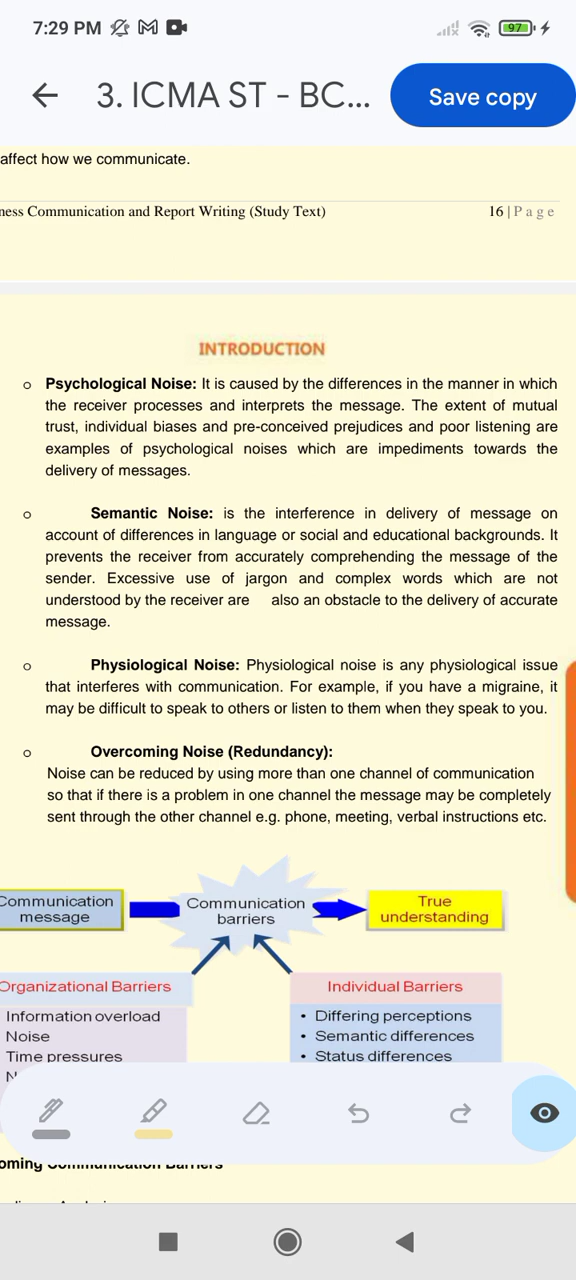 7:29 PM
97
3. ICMA ST - BC...
Save copy
affect how we communicate.
ness Communication and Report Writing (Study Text)
16 | P a g e
INTRODUCTION
o Psychological Noise: It is caused by the differences in the manner in which
the receiver processes and interprets the message. The extent of mutual
trust, individual biases and pre-conceived prejudices and poor listening are
examples of psychological noises which are impediments towards the
delivery of messages.
o Semantic Noise: is the interference in delivery of message on
account of differences in language or social and educational backgrounds. It
prevents the receiver from accurately comprehending the message of the
sender. Excessive use of jargon and complex words which are not
understood by the receiver are also an obstacle to the delivery of accurate
message.
o Physiological Noise: Physiological noise is any physiological issue
that interferes with communication. For example, if you have a migraine, it
may be difficult to speak to others or listen to them when they speak to you.
o Overcoming Noise (Redundancy):
Noise can be reduced by using more than one channel of communication
so that if there is a problem in one channel the message may be completely
sent through the other channel e.g. phone, meeting, verbal instructions etc.
Communication
message
Communication
barriers
True
understanding
Organizational Barriers
Information overload
Noise
Time pressures
Individual Barriers
• Differing perceptions
• Semantic differences
• Status differences
oming Communication Barriers